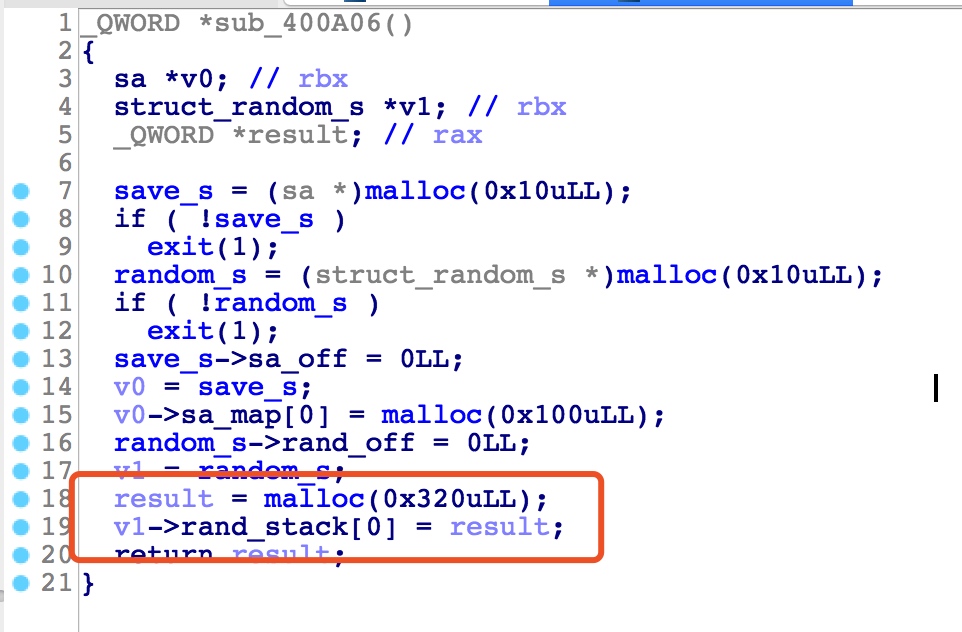 1 _QWORD *sub_400A06()
2 {
3 sa *v0; // rbx
4 struct_random_s *v1; // rbx
5 _QWORD *result; // rax
6
7 save_s = (sa *)malloc(0x10uLL);
8 if ( !save_s )
9 exit(1);
10 random_s = (struct_random_s *)malloc(0x10uLL);
11 if ( !random_s )
12 exit(1);
13 save_s->sa_off = 0LL;
14 v0 = save_s;
15 v0->sa_map[0] = malloc(0x100uLL);
16 random_s->rand_off = 0LL;
17 v1 = random_s;
18 result = malloc(0x320uLL);
19 v1->rand_stack[0] = result;
20 return result;
21 }